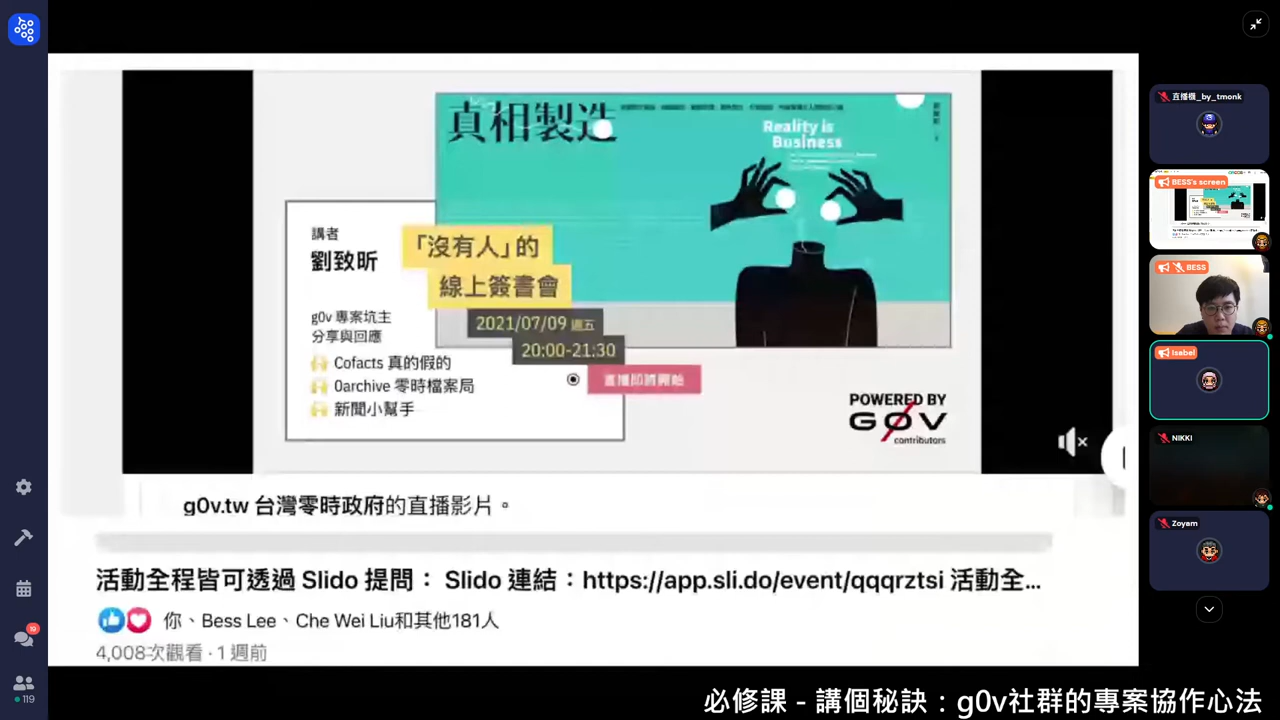 真相製造
Reality is
Business
講者
劉致昕
「沒有人」的
線上簽書會
2021/07/09 週五
20:00-21:30
直播即將開始
g0v 專案坑主
分享與回應
Cofacts 真的假的
0archive 零時檔案局
新聞小幫手
POWERED BY
G0V
contributors
g0v.tw 台灣零時政府的直播影片。
活動全程皆可透過 Slido 提問： Slido 連結：https://app.sli.do/event/qqqrztsi 活動全...
你、Bess Lee、Che Wei Liu和其他181人
4,008次觀看 · 1 週前
直播機_by_tmonk
BESS's screen
BESS
Isabel
NIKKI
Zoyam
19
119
必修課 - 講個秘訣：g0v社群的專案協作心法